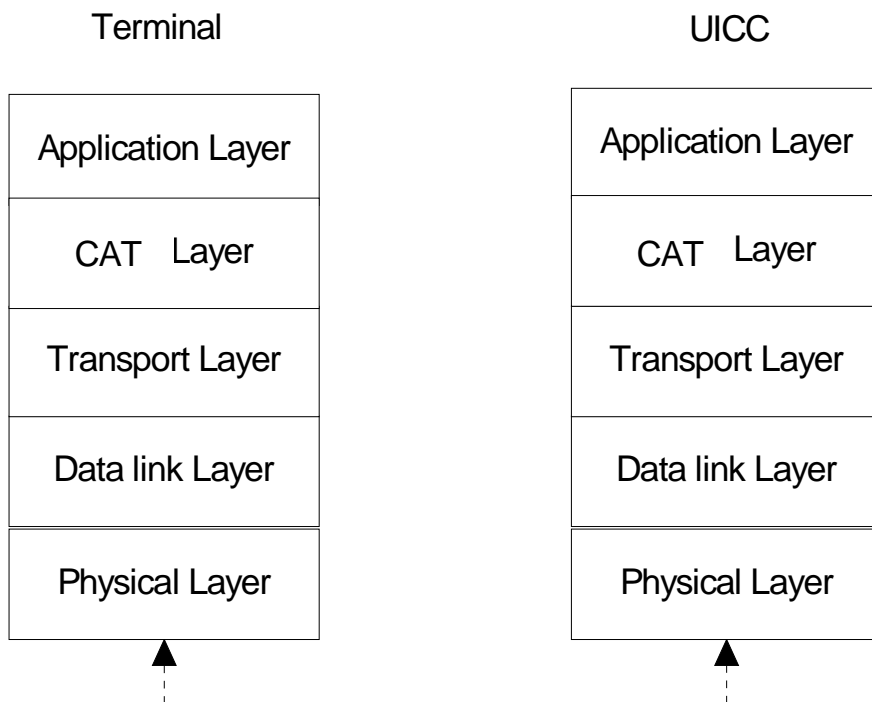 Terminal
UICC
Application Layer
Application Layer
CAT Layer
CAT Layer
Transport Layer
Transport Layer
Data link Layer
Data link Layer
Physical Layer
Physical Layer